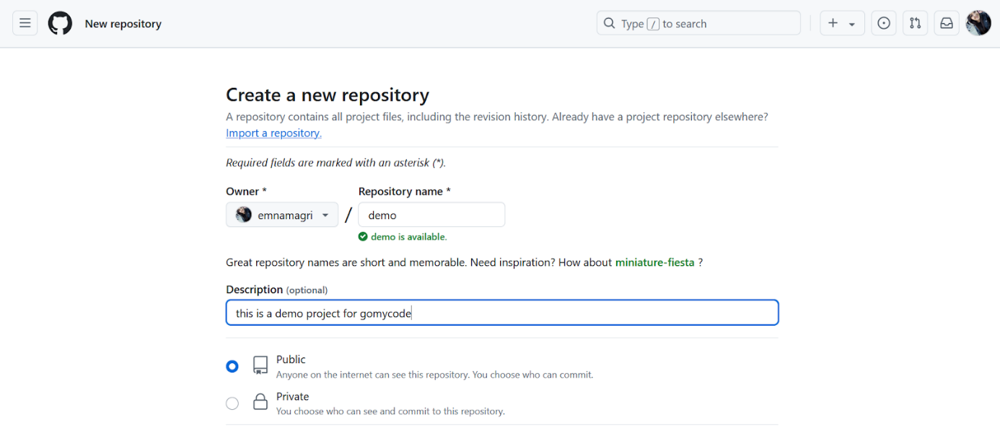 New repository
Type / to search
Create a new repository
A repository contains all project files, including the revision history. Already have a project repository elsewhere?
Import a repository.
Required fields are marked with an asterisk (*).
Owner *
Repository name *
emnamagri
/
demo
demo is available.
Great repository names are short and memorable. Need inspiration? How about miniature-fiesta ?
Description (optional)
this is a demo project for gomycode
Public
Anyone on the internet can see this repository. You choose who can commit.
Private
You choose who can see and commit to this repository.